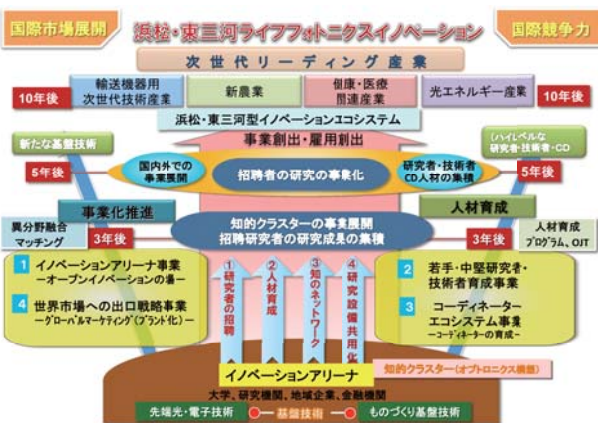 国際市場展開
浜松・東三河ライフフォトニクスイノベーション
国際競争力
次世代リーディング産業
10年後
輸送機器用
次世代技術産業
新農業
健康・医療
関連産業
光エネルギー産業
10年後
浜松・東三河型イノベーションエコシステム
事業創出・雇用創出
新たな基盤技術
(ハイレベルな
研究者・技術者・CD
5年後
国内外での
事業展開
招聘者の研究の事業化
研究者・技術者
CD人材の集積
5年後
事業化推進
人材育成
知的クラスターの事業展開
招聘研究者の研究成果の集積
異分野融合
マッチング
3年後
3年後
人材育成
プログラム、OJT
1 イノベーションアリーナ事業
－オープンイノベーションの場－
4 世界市場への出口戦略事業
－グローバルマーケティング(ブランド化)－
①研究者の招聘
②人材育成
③知のネットワーク
④研究設備共用化
2 若手・中堅研究者・
技術者育成事業
3 コーディネーター
エコシステム事業
－コーディネーターの育成－
イノベーションアリーナ
知的クラスター(オプトロニクス構想)
大学、研究機関、地域企業、金融機関
先端光・電子技術
基盤技術
ものづくり基盤技術